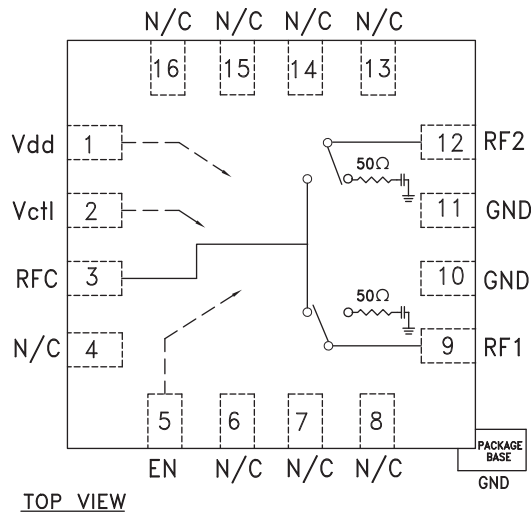 N/C N/C N/C N/C
16 15 14 13
Vdd 1
Vctl 2
RFC 3
N/C 4
50Ω
12 RF2
11 GND
10 GND
50Ω
9 RF1
5 6 7 8
EN N/C N/C N/C
PACKAGE
BASE
GND
TOP VIEW